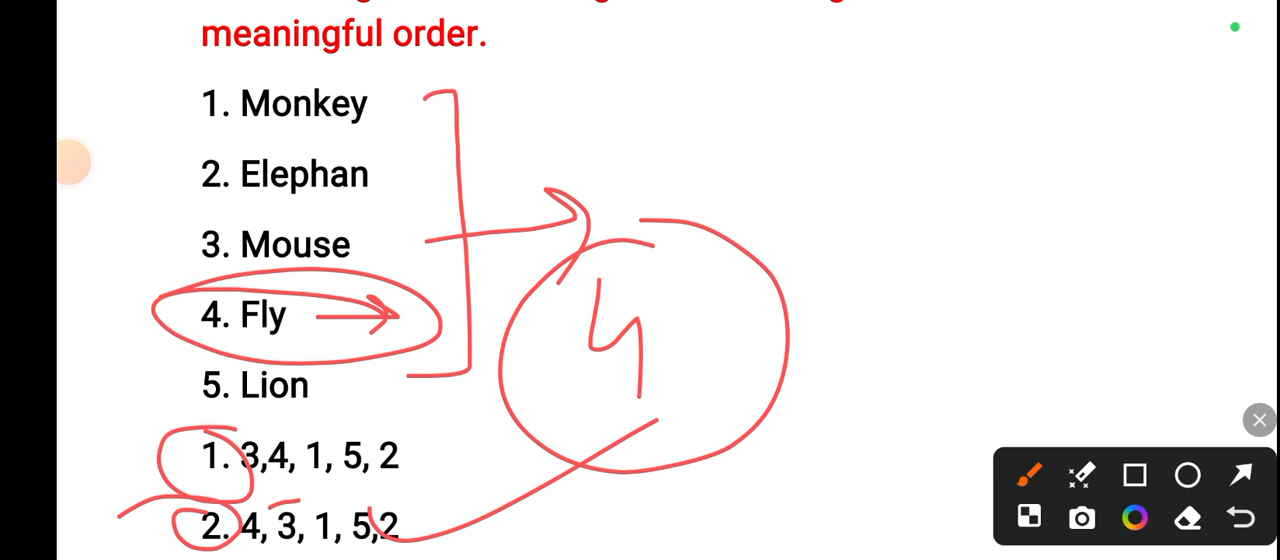 meaningful order.
1. Monkey
2. Elephan
3. Mouse
4. Fly
5. Lion
4
1. 3,4, 1, 5, 2
2. 4, 3, 1, 5,2